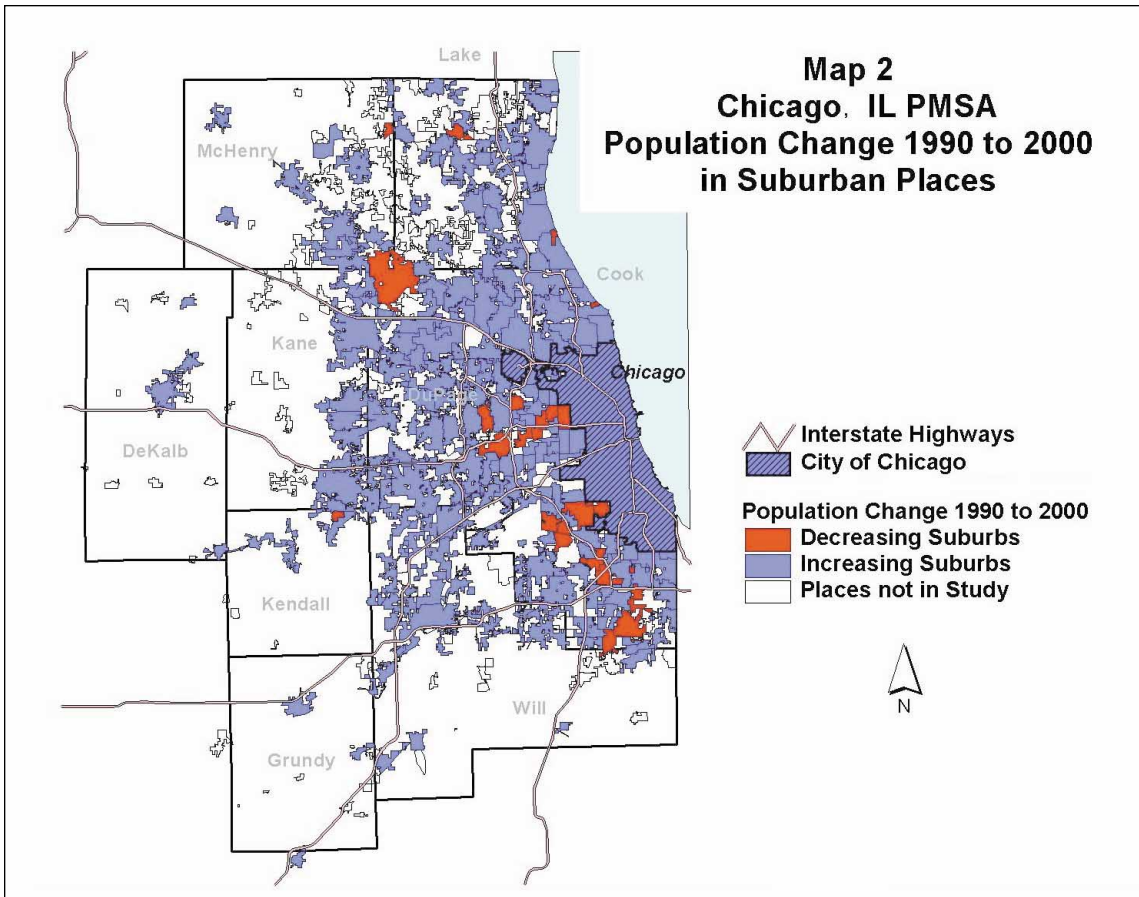 Lake
Map 2
Chicago, IL PMSA
Population Change 1990 to 2000
in Suburban Places
McHenry
Cook
Kane
Chicago
DuPage
DeKalb
Interstate Highways
City of Chicago
Population Change 1990 to 2000
Decreasing Suburbs
Increasing Suburbs
Places not in Study
Kendall
N
Will
Grundy